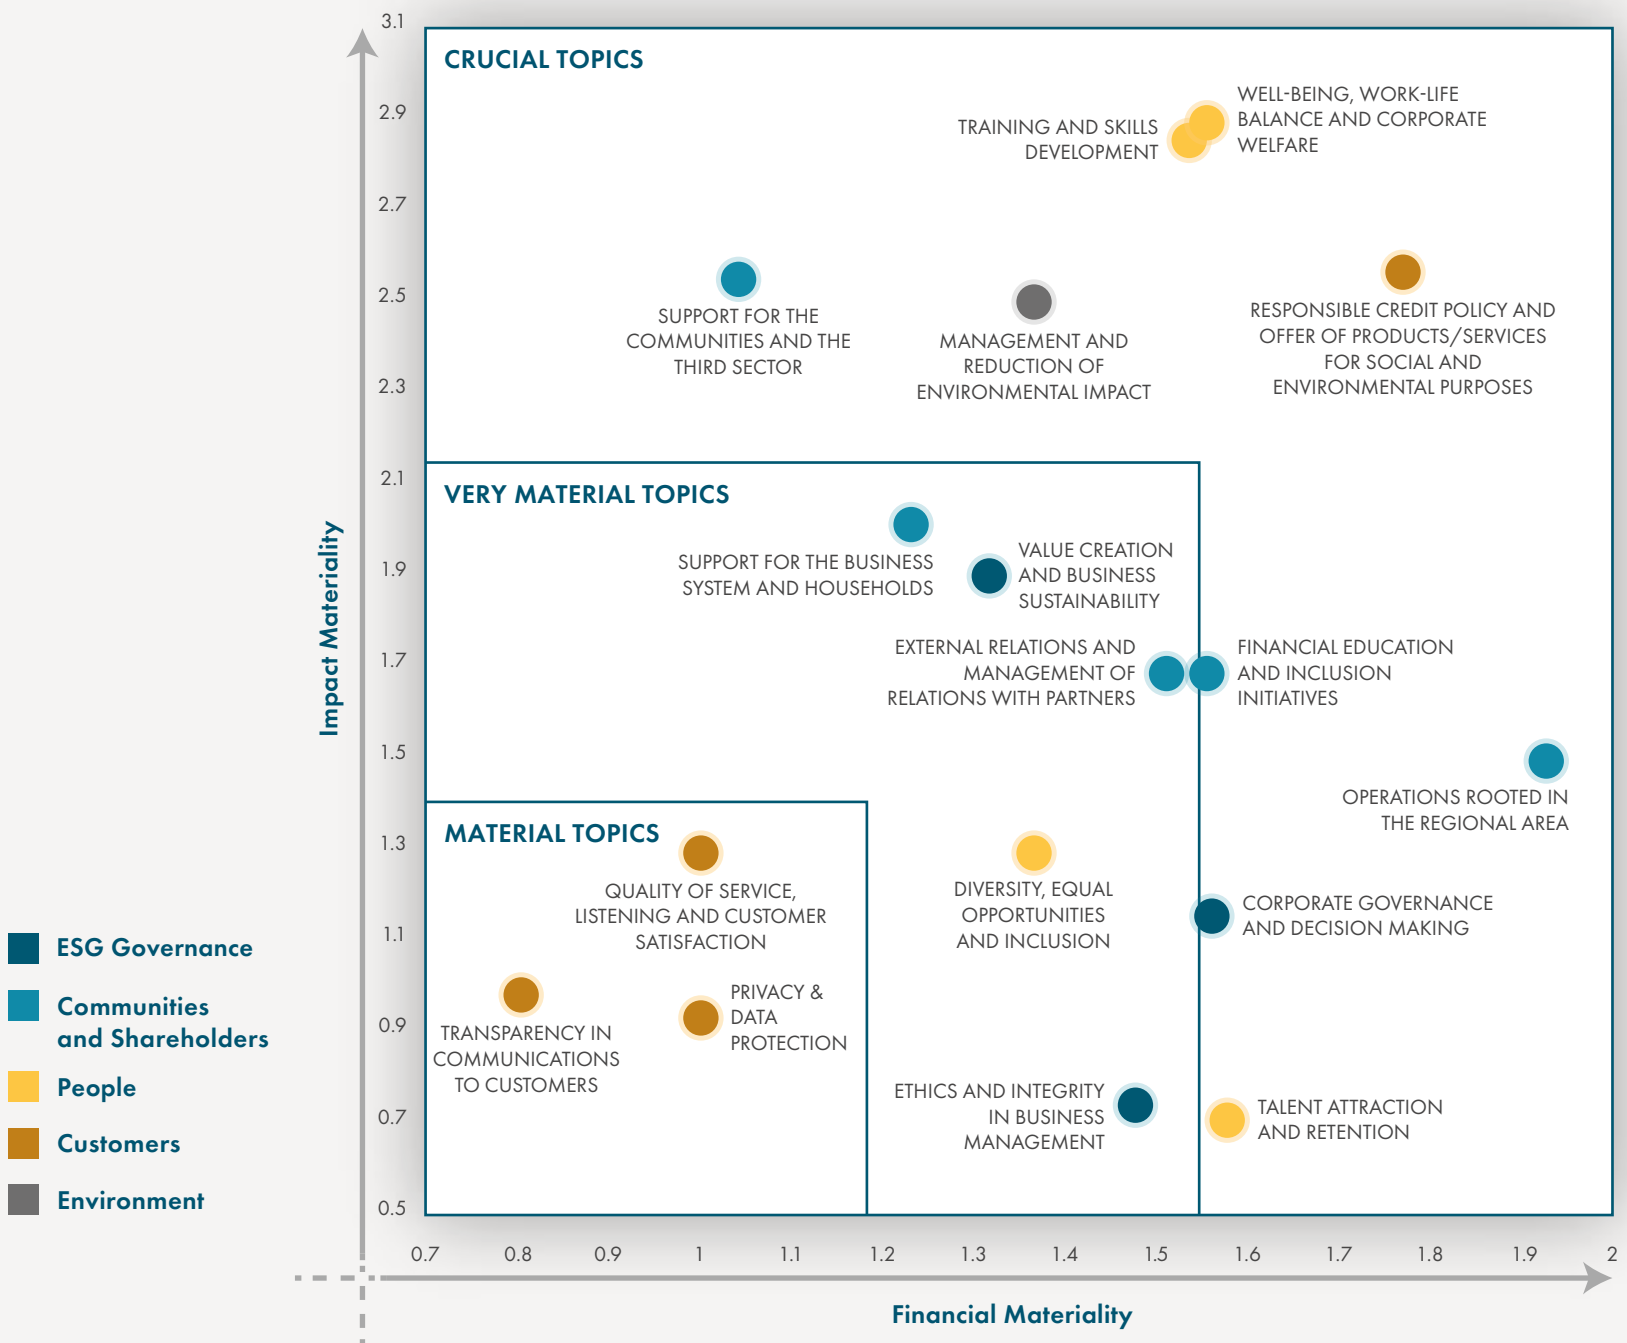 3.1
2.9
2.7
2.5
2.3
2.1
1.9
1.7
1.5
1.3
1.1
0.9
0.7
0.5
Impact Materiality
CRUCIAL TOPICS
TRAINING AND SKILLS
DEVELOPMENT
WELL-BEING, WORK-LIFE
BALANCE AND CORPORATE
WELFARE
SUPPORT FOR THE
COMMUNITIES AND THE
THIRD SECTOR
MANAGEMENT AND
REDUCTION OF
ENVIRONMENTAL IMPACT
RESPONSIBLE CREDIT POLICY AND
OFFER OF PRODUCTS/SERVICES
FOR SOCIAL AND
ENVIRONMENTAL PURPOSES
VERY MATERIAL TOPICS
SUPPORT FOR THE BUSINESS
SYSTEM AND HOUSEHOLDS
VALUE CREATION
AND BUSINESS
SUSTAINABILITY
EXTERNAL RELATIONS AND
MANAGEMENT OF
RELATIONS WITH PARTNERS
FINANCIAL EDUCATION
AND INCLUSION
INITIATIVES
OPERATIONS ROOTED IN
THE REGIONAL AREA
MATERIAL TOPICS
QUALITY OF SERVICE,
LISTENING AND CUSTOMER
SATISFACTION
DIVERSITY, EQUAL
OPPORTUNITIES
AND INCLUSION
CORPORATE GOVERNANCE
AND DECISION MAKING
TRANSPARENCY IN
COMMUNICATIONS
TO CUSTOMERS
PRIVACY &
DATA
PROTECTION
ETHICS AND INTEGRITY
IN BUSINESS
MANAGEMENT
TALENT ATTRACTION
AND RETENTION
ESG Governance
Communities
and Shareholders
People
Customers
Environment
0.7 0.8 0.9 1 1.1 1.2 1.3 1.4 1.5 1.6 1.7 1.8 1.9 2
Financial Materiality